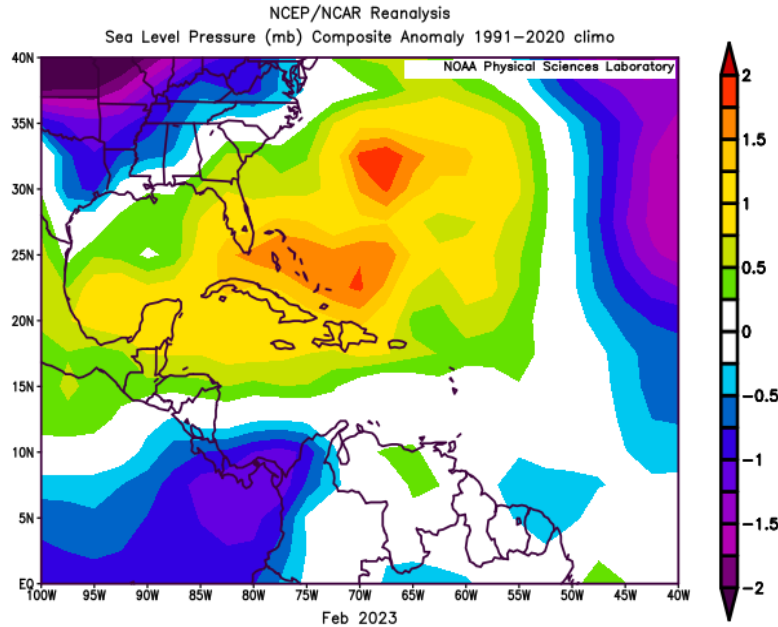 NCEP/NCAR Reanalysis
Sea Level Pressure (mb) Composite Anomaly 1991-2020 climo
NOAA Physical Sciences Laboratory
40N
35N
30N
25N
20N
15N
10N
5N
EQ
100W 95W 90W 85W 80W 75W 70W 65W 60W 55W 50W 45W 40W
Feb 2023
2
1.5
1
0.5
0
-0.5
-1
-1.5
-2